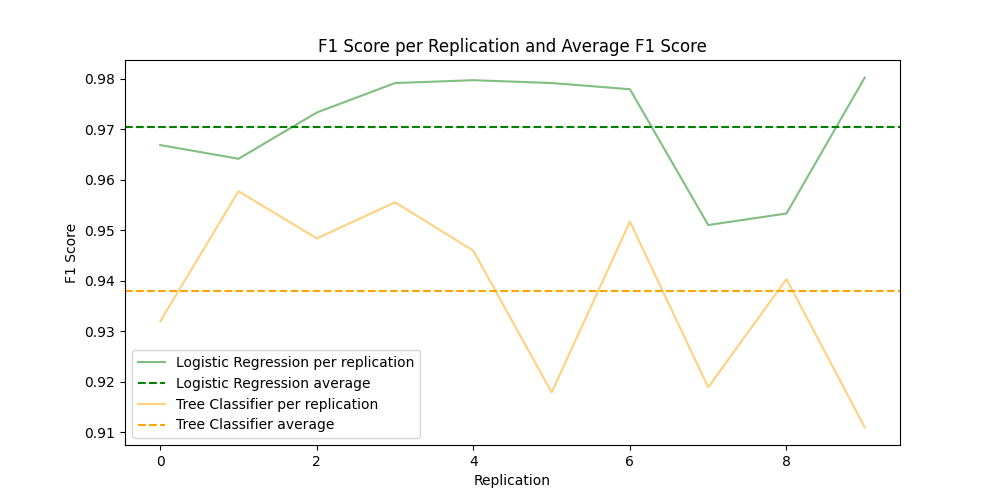 F1 Score per Replication and Average F1 Score
F1 Score
0.98
0.97
0.96
0.95
0.94
0.93
0.92
0.91
Logistic Regression per replication
Logistic Regression average
Tree Classifier per replication
Tree Classifier average
0 2 4 6 8
Replication